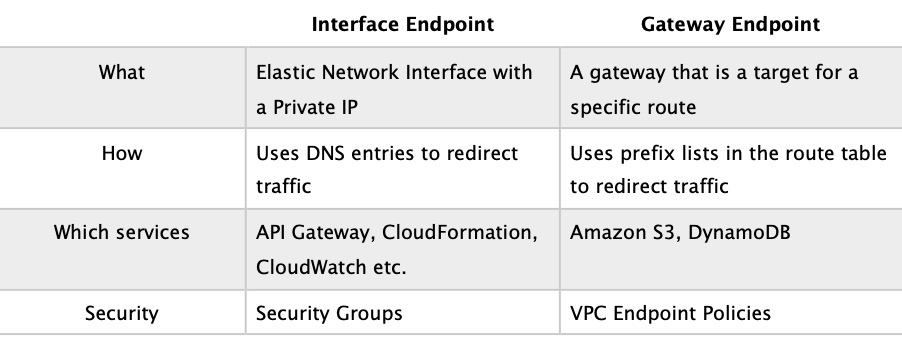 Interface Endpoint
Gateway Endpoint
What
Elastic Network Interface with
a Private IP
A gateway that is a target for a
specific route
How
Uses DNS entries to redirect
traffic
Uses prefix lists in the route table
to redirect traffic
Which services
API Gateway, CloudFormation,
CloudWatch etc.
Amazon S3, DynamoDB
Security
Security Groups
VPC Endpoint Policies